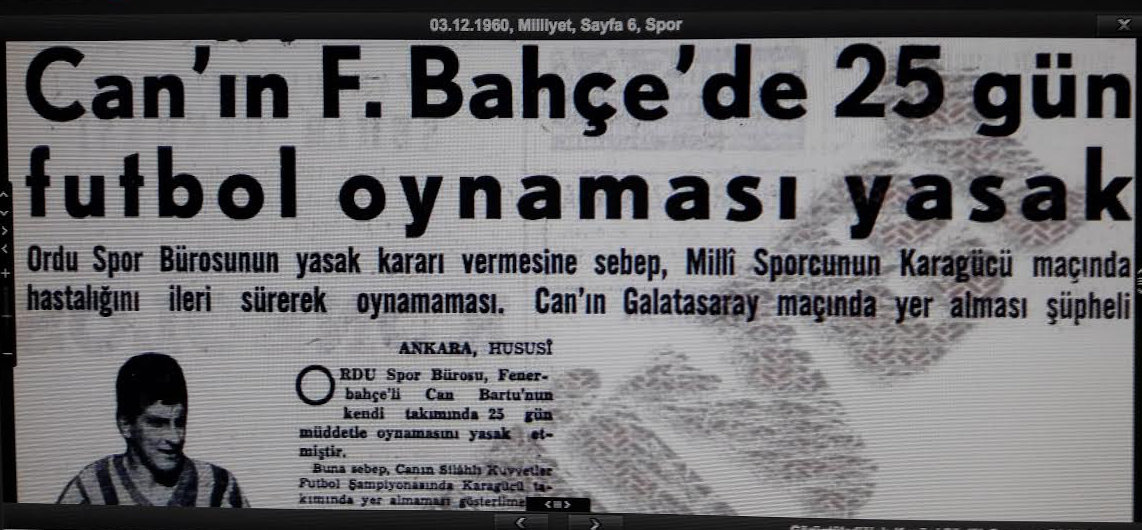 03.12.1960, Milliyet, Sayfa 6, Spor
Can'ın F. Bahçe'de 25 gün
futbol oynaması yasak
Ordu Spor Bürosunun yasak kararı vermesine sebep, Millî Sporcunun Karagücü maçında
hastalığını ileri sürerek oynamaması. Can'ın Galatasaray maçında yer alması şüpheli
ANKARA, HUSUSÎ
ORDU Spor Bürosu, Fener-
bahçe'li Can Bartu'nun
kendi takımında 25 gün
müddetle oynamasını yasak et-
miştir.
Buna sebep, Canın Silâhlı Kuvvetler
Futbol Şampiyonasında Karagücü ta-
kımında yer almaması gösterilme